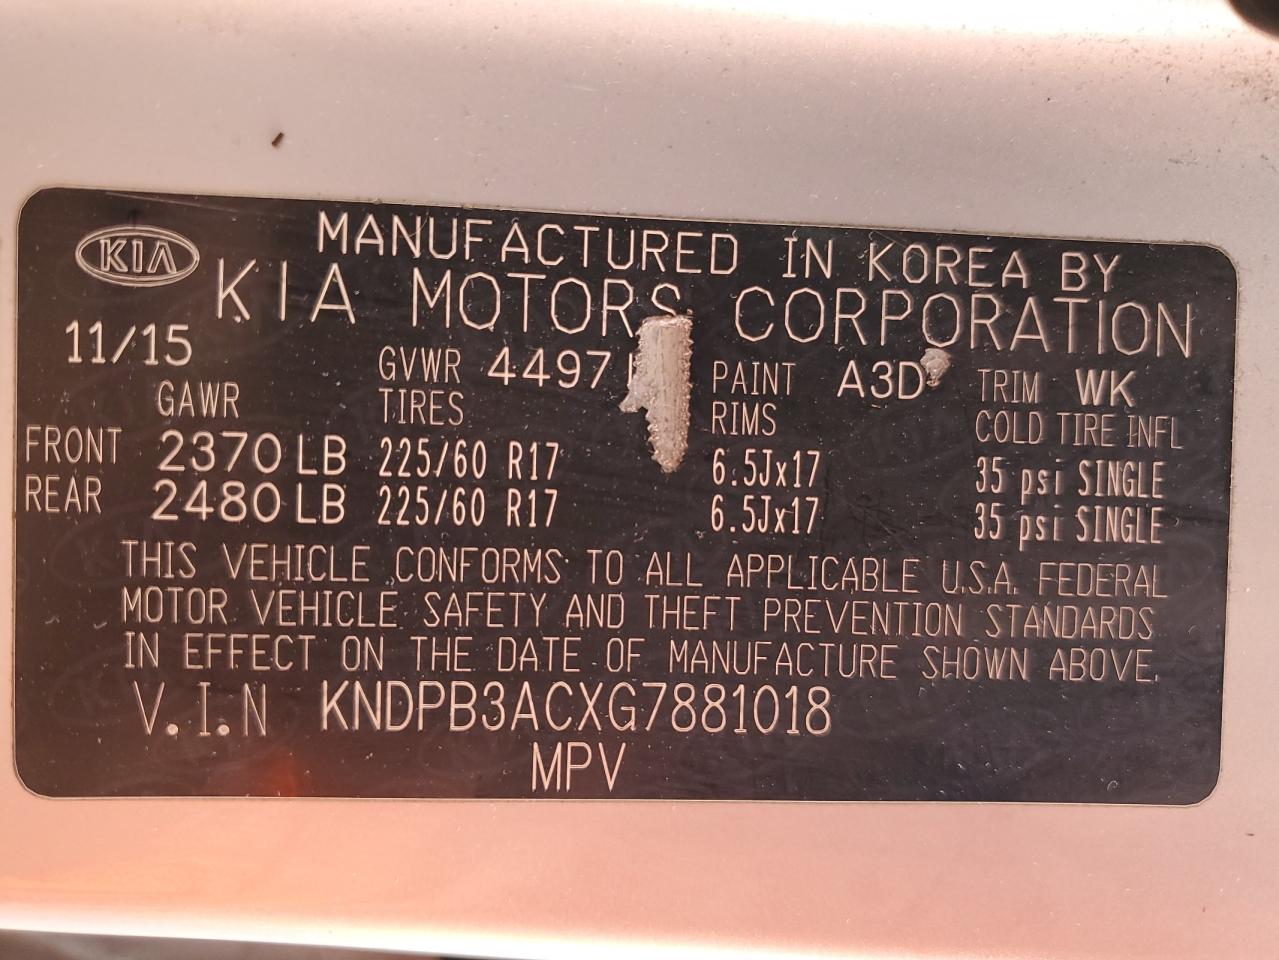 KIA
MANUFACTURED IN KOREA BY
KIA MOTORS CORPORATION
11/15 GVWR 4497 PAINT A3D TRIM WK
GAWR TIRES RIMS COLD TIRE INFL
FRONT 2370 LB 225/60 R17 6.5Jx17 35 psi SINGLE
REAR 2480 LB 225/60 R17 6.5Jx17 35 psi SINGLE
THIS VEHICLE CONFORMS TO ALL APPLICABLE U.S.A. FEDERAL
MOTOR VEHICLE SAFETY AND THEFT PREVENTION STANDARDS
IN EFFECT ON THE DATE OF MANUFACTURE SHOWN ABOVE.
V.I.N KNDPB3ACXG7881018
MPV